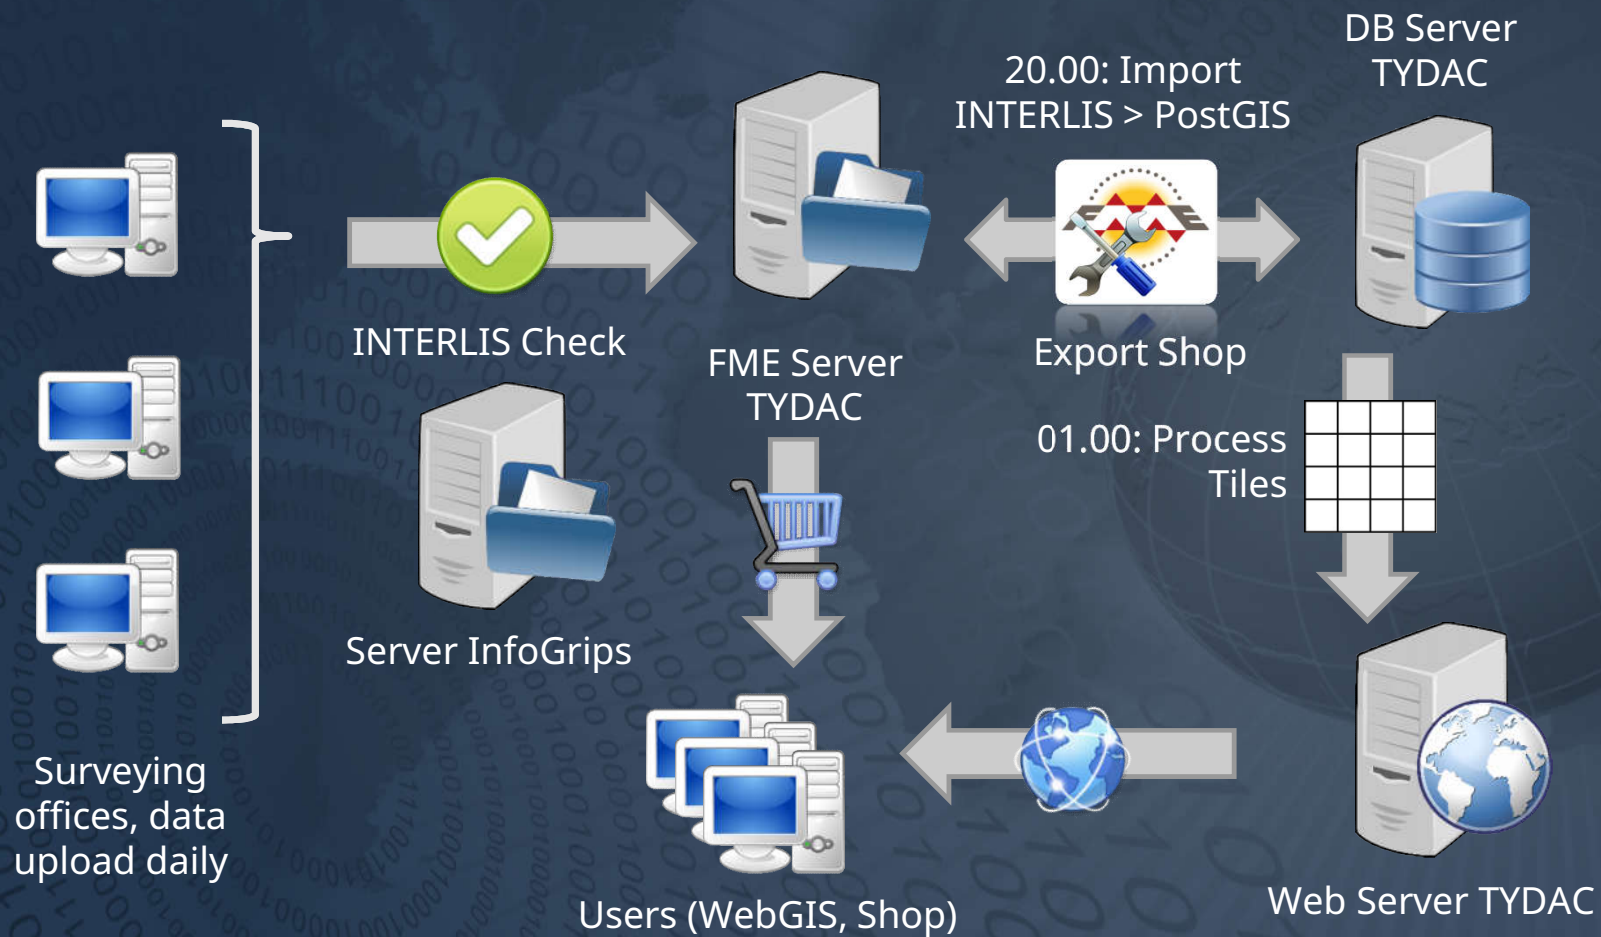 DB Server
TYDAC
20.00: Import
INTERLIS > PostGIS
FME
INTERLIS Check
FME Server
TYDAC
Export Shop
01.00: Process
Tiles
Server InfoGrips
Surveying
offices, data
upload daily
Users (WebGIS, Shop)
Web Server TYDAC